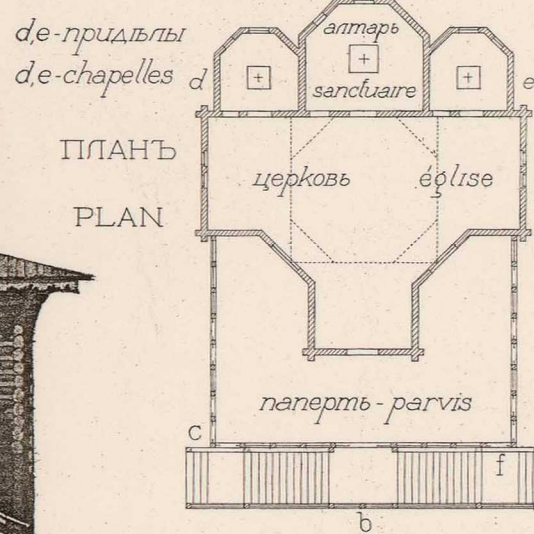 d,e-придѣлы
d,e-chapelles
d
e
алтарь
sanctuaire
ПЛАНЪ
PLAN
церковь
église
паперть - parvis
c
f
b